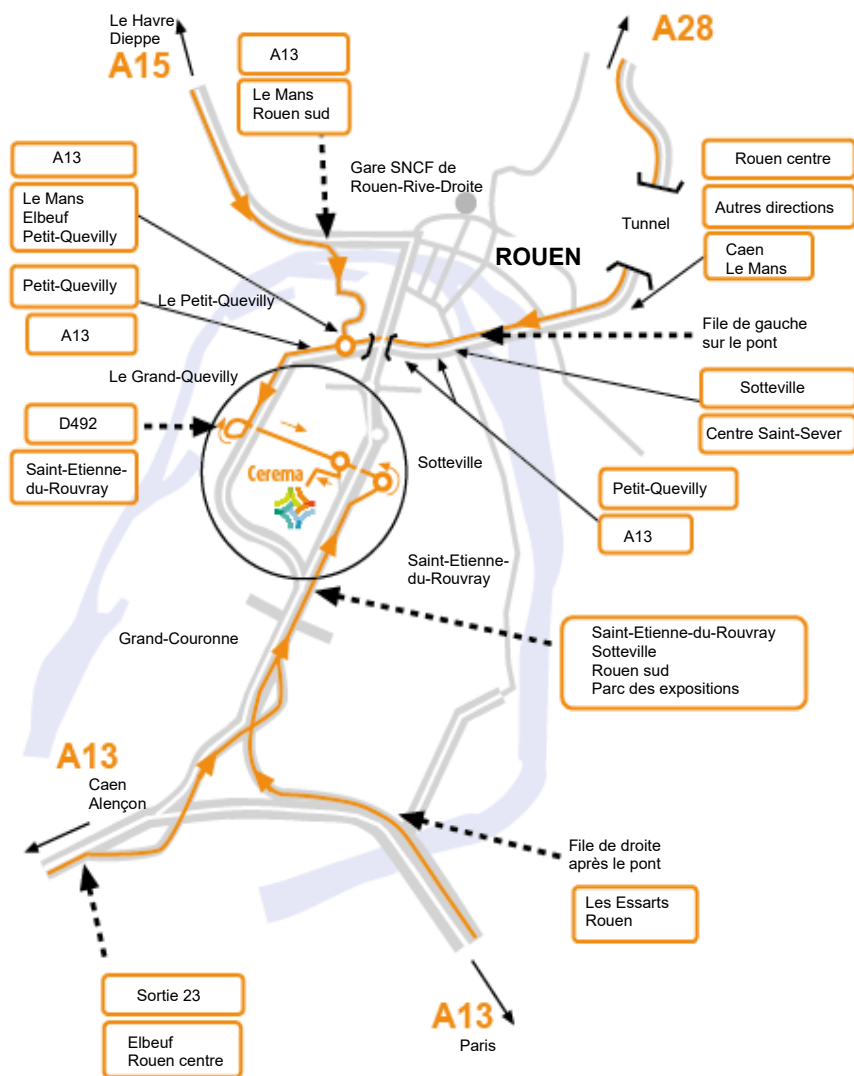 Le Havre
Dieppe
A15
A28
A13
Le Mans
Rouen sud
A13
Le Mans
Elbeuf
Petit-Quevilly
Gare SNCF de
Rouen-Rive-Droite
Rouen centre
Autres directions
Tunnel
ROUEN
Caen
Le Mans
Petit-Quevilly
A13
Le Petit-Quevilly
File de gauche
sur le pont
Le Grand-Quevilly
Sotteville
Centre Saint-Sever
D492
Saint-Etienne-
du-Rouvray
Cerema
Sotteville
Petit-Quevilly
A13
Saint-Etienne-
du-Rouvray
Grand-Couronne
Saint-Etienne-du-Rouvray
Sotteville
Rouen sud
Parc des expositions
A13
Caen
Alençon
File de droite
après le pont
Les Essarts
Rouen
Sortie 23
Elbeuf
Rouen centre
A13
Paris